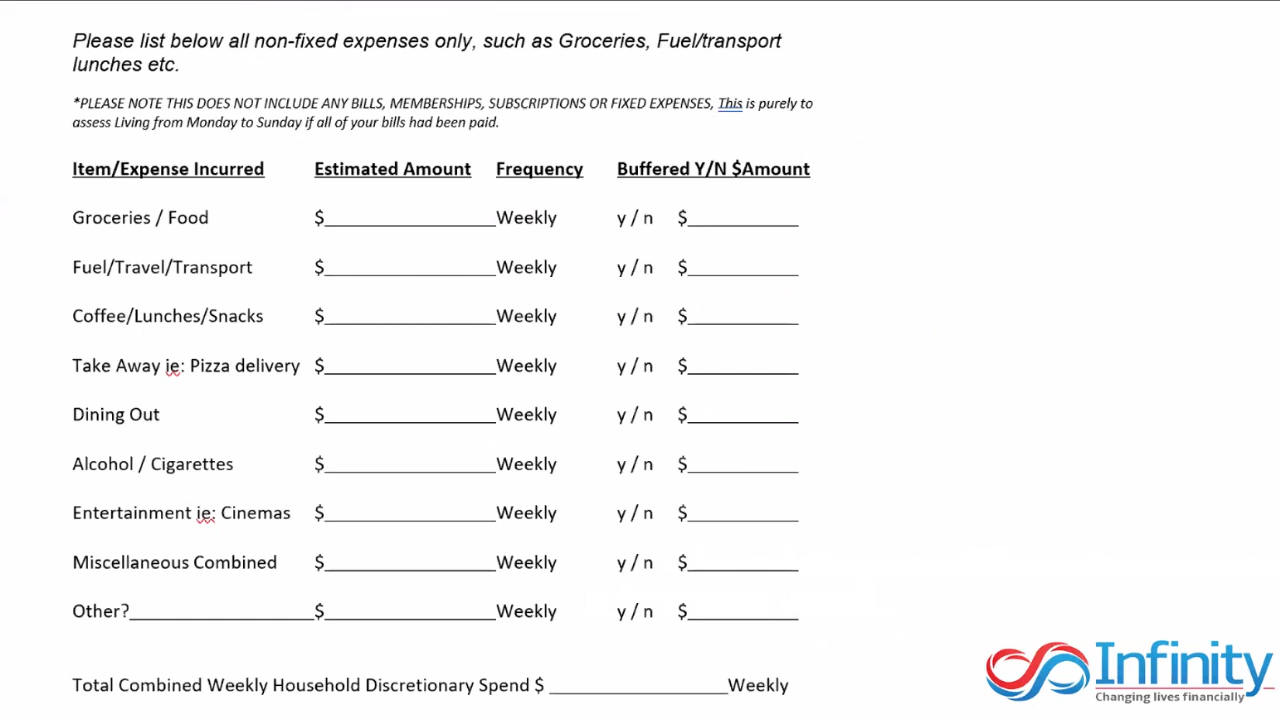 Please list below all non-fixed expenses only, such as Groceries, Fuel/transport
lunches etc.
*PLEASE NOTE THIS DOES NOT INCLUDE ANY BILLS, MEMBERSHIPS, SUBSCRIPTIONS OR FIXED EXPENSES, This is purely to
assess Living from Monday to Sunday if all of your bills had been paid.
Item/Expense Incurred Estimated Amount Frequency Buffered Y/N $Amount
Groceries / Food $__________________Weekly y / n $____________
Fuel/Travel/Transport $__________________Weekly y / n $____________
Coffee/Lunches/Snacks $__________________Weekly y / n $____________
Take Away ie: Pizza delivery $__________________Weekly y / n $____________
Dining Out $__________________Weekly y / n $____________
Alcohol / Cigarettes $__________________Weekly y / n $____________
Entertainment ie: Cinemas $__________________Weekly y / n $____________
Miscellaneous Combined $__________________Weekly y / n $____________
Other?____________________$__________________Weekly y / n $____________
Total Combined Weekly Household Discretionary Spend $ ___________________Weekly
Infinity
Changing lives financially